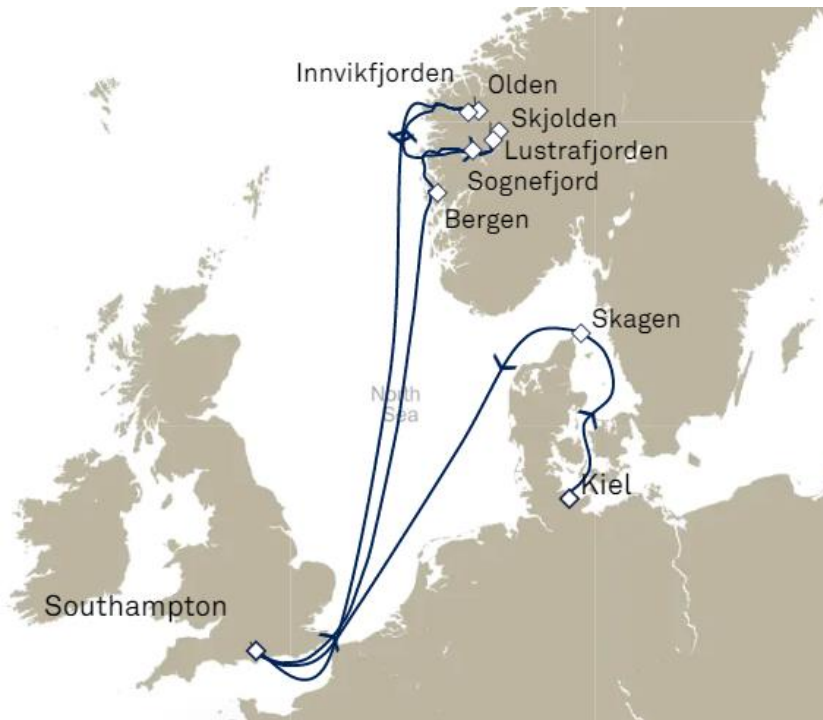 Innvikfjorden
Olden
Skjolden
Lustrafjorden
Sognefjord
Bergen
Skagen
North
Sea
Kiel
Southampton